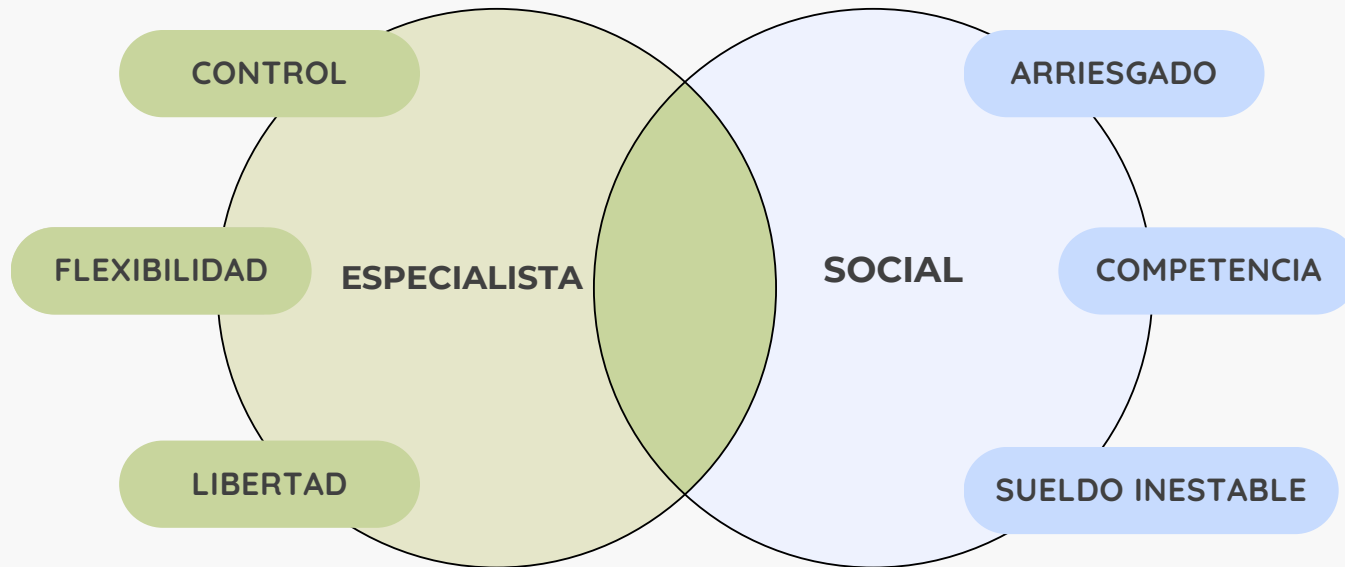 CONTROL
ARRIESGADO
FLEXIBILIDAD
ESPECIALISTA
SOCIAL
COMPETENCIA
LIBERTAD
SUELDO INESTABLE